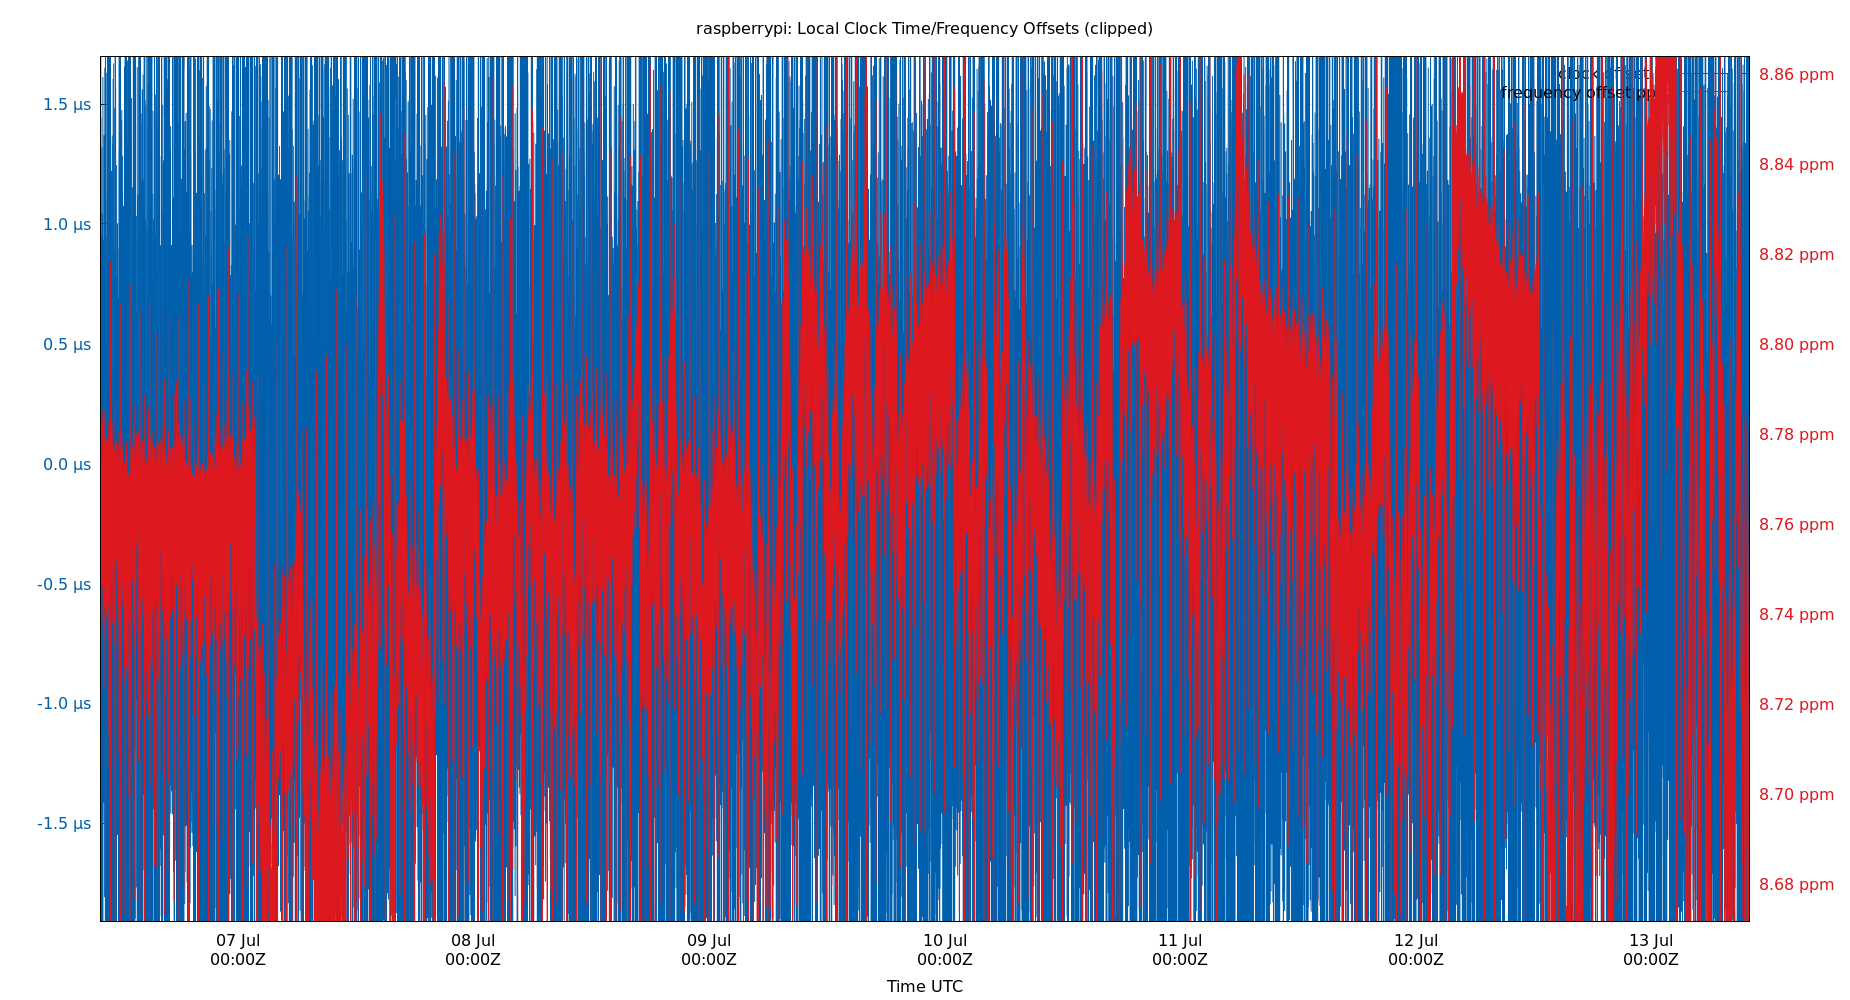 raspberrypi: Local Clock Time/Frequency Offsets (clipped)
clock offset
frequency offset pp
1.5 µs
1.0 µs
0.5 µs
0.0 µs
-0.5 µs
-1.0 µs
-1.5 µs
8.86 ppm
8.84 ppm
8.82 ppm
8.80 ppm
8.78 ppm
8.76 ppm
8.74 ppm
8.72 ppm
8.70 ppm
8.68 ppm
07 Jul 08 Jul 09 Jul 10 Jul 11 Jul 12 Jul 13 Jul
00:00Z 00:00Z 00:00Z 00:00Z 00:00Z 00:00Z 00:00Z
Time UTC